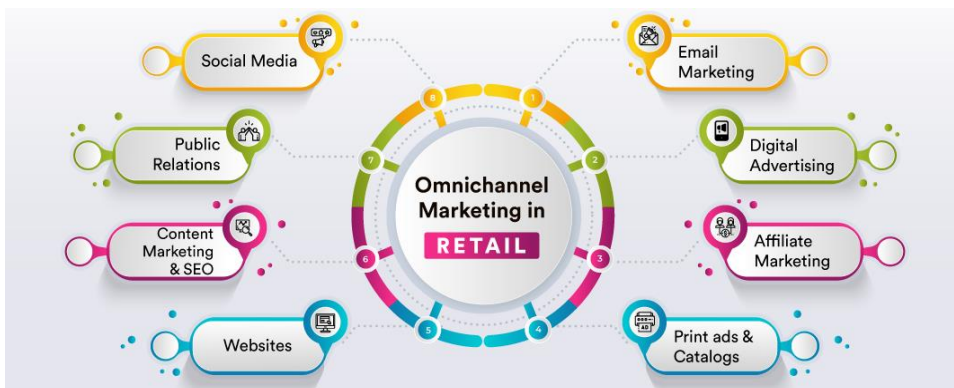 Omnichannel
Marketing in
RETAIL
1
Email
Marketing
2
Digital
Advertising
3
Affiliate
Marketing
4
AD
Print ads &
Catalogs
5
Websites
6
Content
Marketing
& SEO
7
Public
Relations
8
Social Media